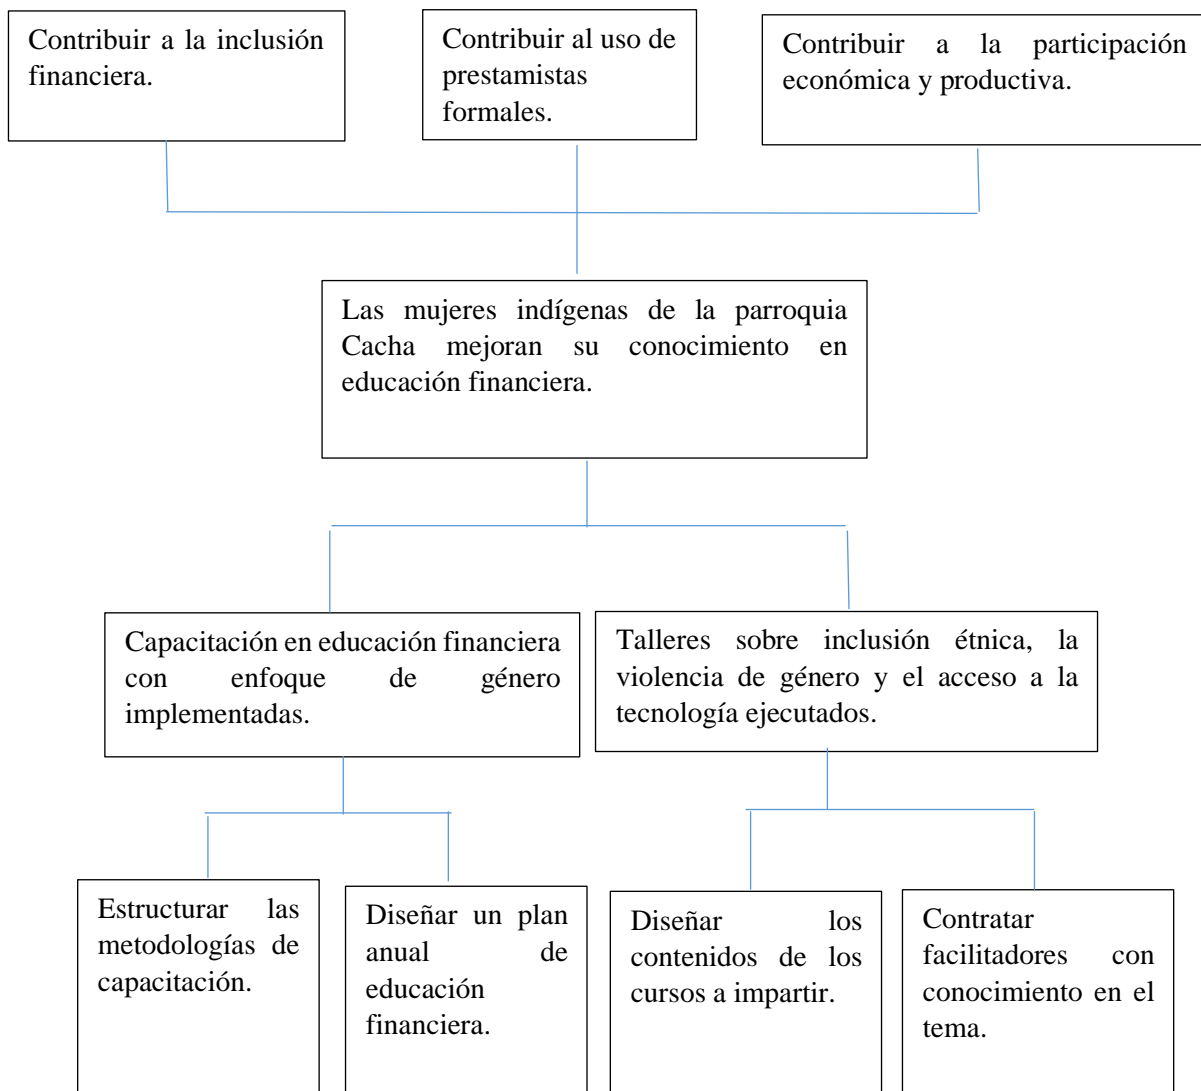 Contribuir a la inclusión
financiera.
Contribuir al uso de
prestamistas
formales.
Contribuir a la participación
económica y productiva.
Las mujeres indígenas de la parroquia
Cacha mejoran su conocimiento en
educación financiera.
Capacitación en educación financiera
con enfoque de género
implementadas.
Talleres sobre inclusión étnica, la
violencia de género y el acceso a la
tecnología ejecutados.
Estructurar las
metodologías de
capacitación.
Diseñar un plan
anual de
educación
financiera.
Diseñar los
contenidos de los
cursos a impartir.
Contratar
facilitadores con
conocimiento en el
tema.